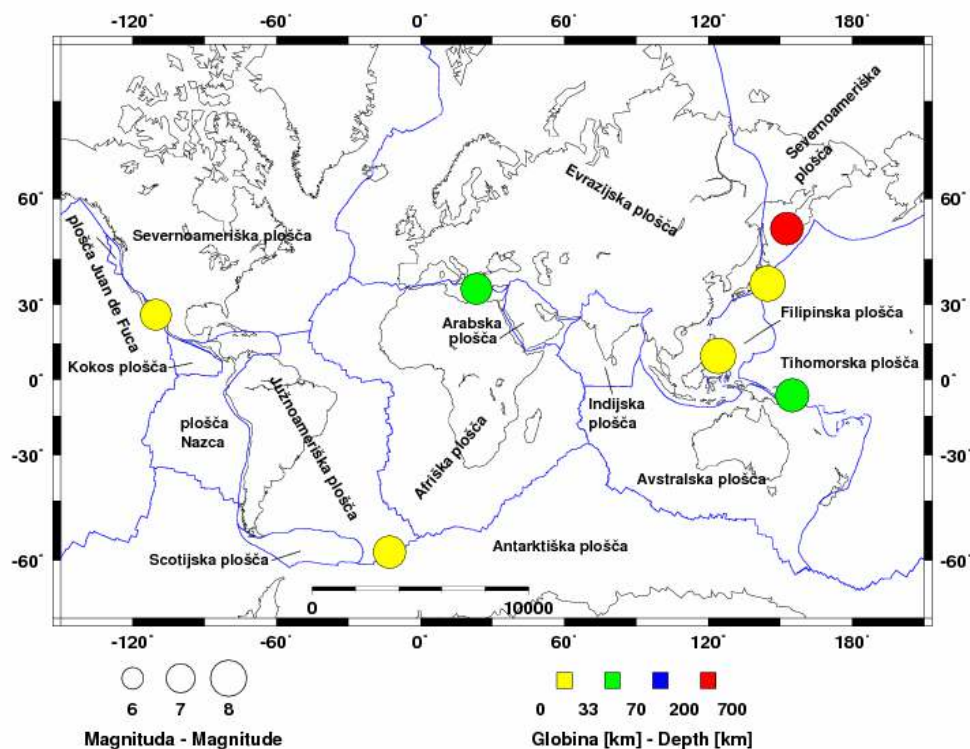 -120° -60° 0° 60° 120° 180°
Severnoameriška plošča
Evrazijska plošča
60° 60°
Severnoameriška plošča
plošča Juan de Fuca
30° 30°
Arabska plošča
Filipinska plošča
Kokos plošča
Tihomorska plošča
0 0
Južnoameriška plošča
Indijska plošča
plošča
Nazca
Afriška plošča
-30° -30°
Avstralska plošča
Antarktiška plošča
Scotijska plošča
-60° -60°
0 10000
-120° -60° 0° 60° 120° 180°
6 7 8
0 33 70 200 700
Magnituda - Magnitude
Globina [km] - Depth [km]